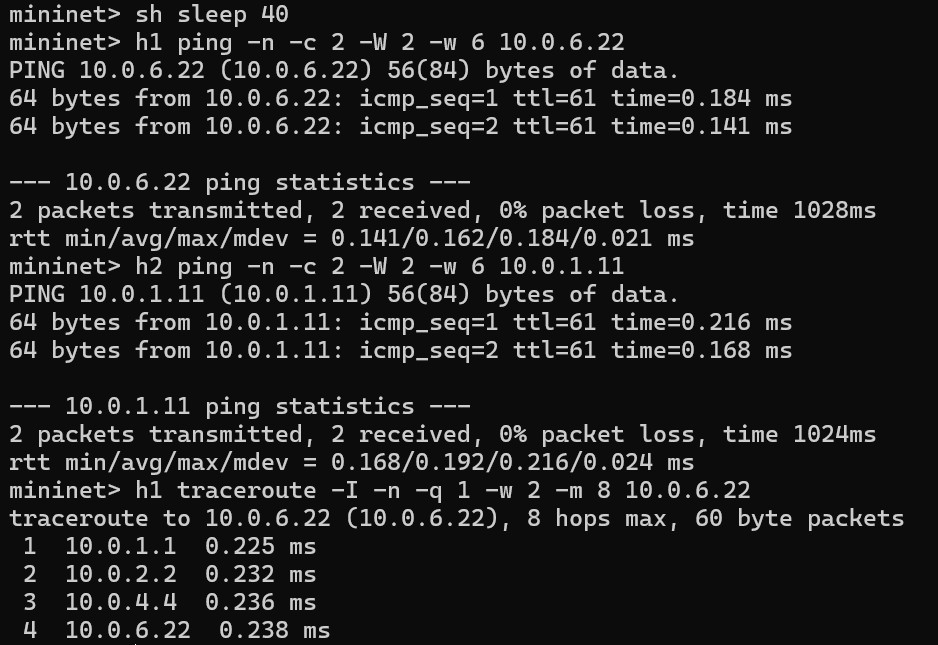 mininet> sh sleep 40
mininet> h1 ping -n -c 2 -W 2 -w 6 10.0.6.22
PING 10.0.6.22 (10.0.6.22) 56(84) bytes of data.
64 bytes from 10.0.6.22: icmp_seq=1 ttl=61 time=0.184 ms
64 bytes from 10.0.6.22: icmp_seq=2 ttl=61 time=0.141 ms

--- 10.0.6.22 ping statistics ---
2 packets transmitted, 2 received, 0% packet loss, time 1028ms
rtt min/avg/max/mdev = 0.141/0.162/0.184/0.021 ms
mininet> h2 ping -n -c 2 -W 2 -w 6 10.0.1.11
PING 10.0.1.11 (10.0.1.11) 56(84) bytes of data.
64 bytes from 10.0.1.11: icmp_seq=1 ttl=61 time=0.216 ms
64 bytes from 10.0.1.11: icmp_seq=2 ttl=61 time=0.168 ms

--- 10.0.1.11 ping statistics ---
2 packets transmitted, 2 received, 0% packet loss, time 1024ms
rtt min/avg/max/mdev = 0.168/0.192/0.216/0.024 ms
mininet> h1 traceroute -I -n -q 1 -w 2 -m 8 10.0.6.22
traceroute to 10.0.6.22 (10.0.6.22), 8 hops max, 60 byte packets
 1  10.0.1.1  0.225 ms
 2  10.0.2.2  0.232 ms
 3  10.0.4.4  0.236 ms
 4  10.0.6.22  0.238 ms